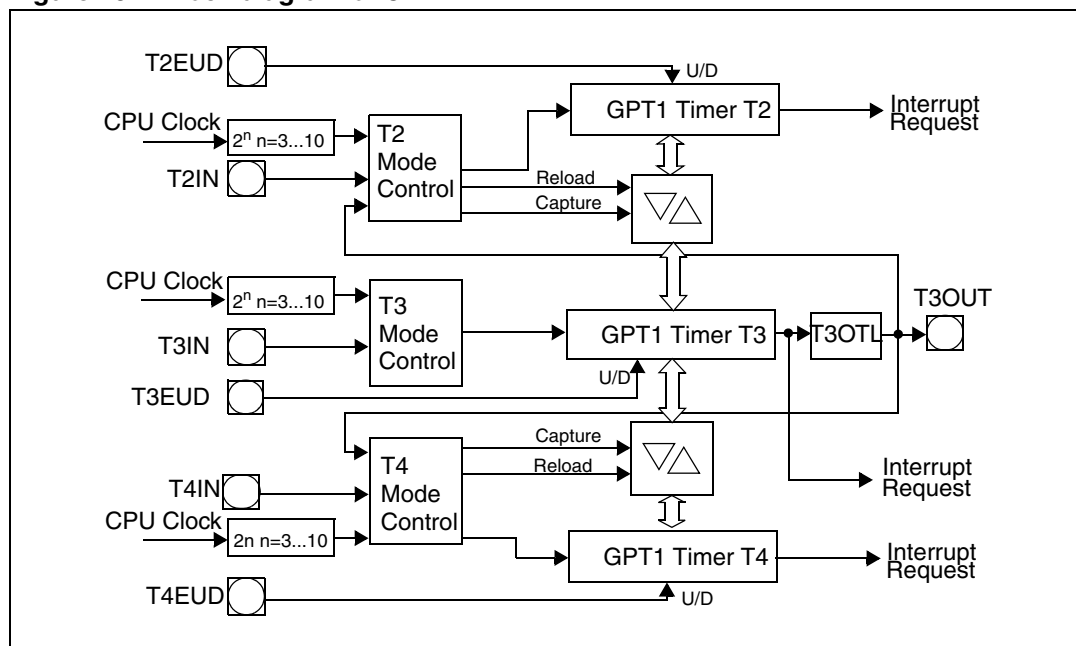 T2EUD
U/D
GPT1 Timer T2
Interrupt
Request
CPU Clock
2ⁿ n=3...10
T2
Mode
Control
T2IN
Reload
Capture
CPU Clock
2ⁿ n=3...10
T3
Mode
Control
T3IN
GPT1 Timer T3
T3OTL
T3OUT
U/D
T3EUD
Capture
Reload
T4
Mode
Control
T4IN
Interrupt
Request
CPU Clock
2n n=3...10
GPT1 Timer T4
Interrupt
Request
T4EUD
U/D